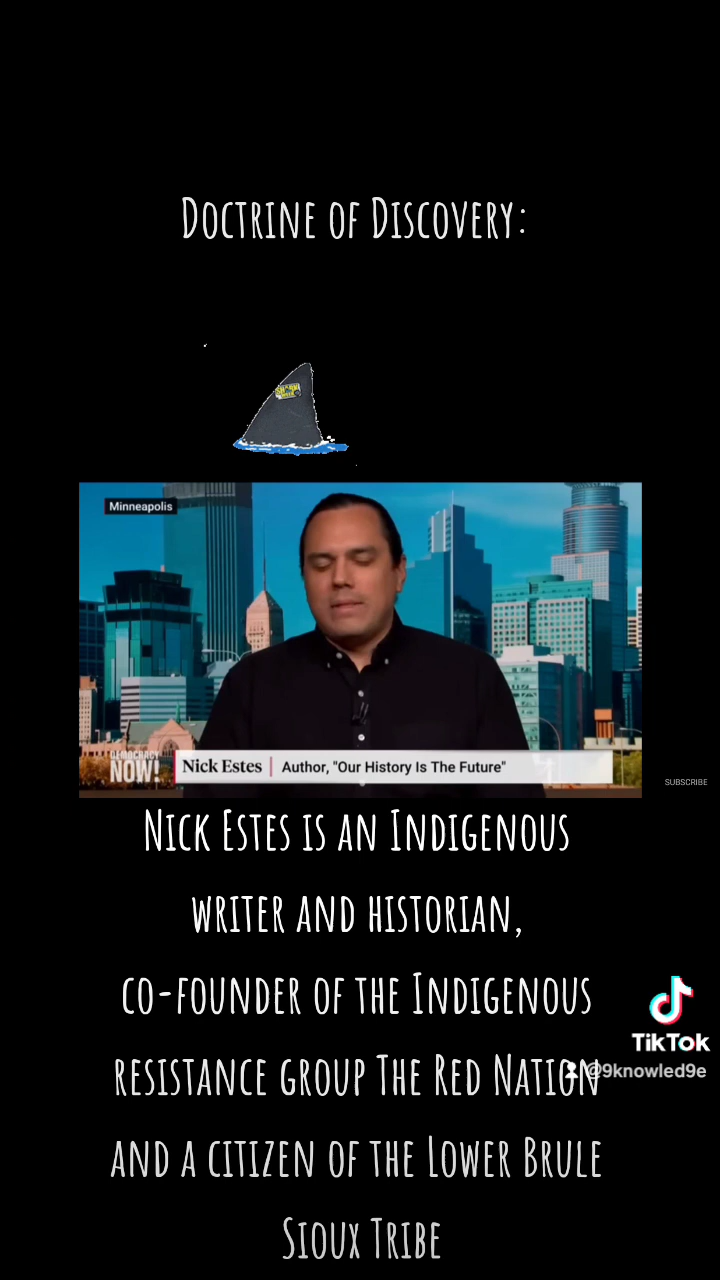 Doctrine of Discovery:
Minneapolis
DEMOCRACY
NOW!
Nick Estes | Author, "Our History Is The Future"
SUBSCRIBE
Nick Estes is an Indigenous
writer and historian,
co-founder of the Indigenous
resistance group The Red Nation
and a citizen of the Lower Brule
Sioux Tribe
TikTok
@9knowled9e